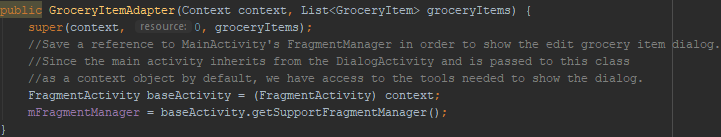 public GroceryItemAdapter(Context context, List<GroceryItem> groceryItems) {
super(context, resource: 0, groceryItems);
//Save a reference to MainActivity's FragmentManager in order to show the edit grocery item dialog.
//Since the main activity inherits from the DialogActivity and is passed to this class
//as a context object by default, we have access to the tools needed to show the dialog.
FragmentActivity baseActivity = (FragmentActivity) context;
mFragmentManager = baseActivity.getSupportFragmentManager();
}